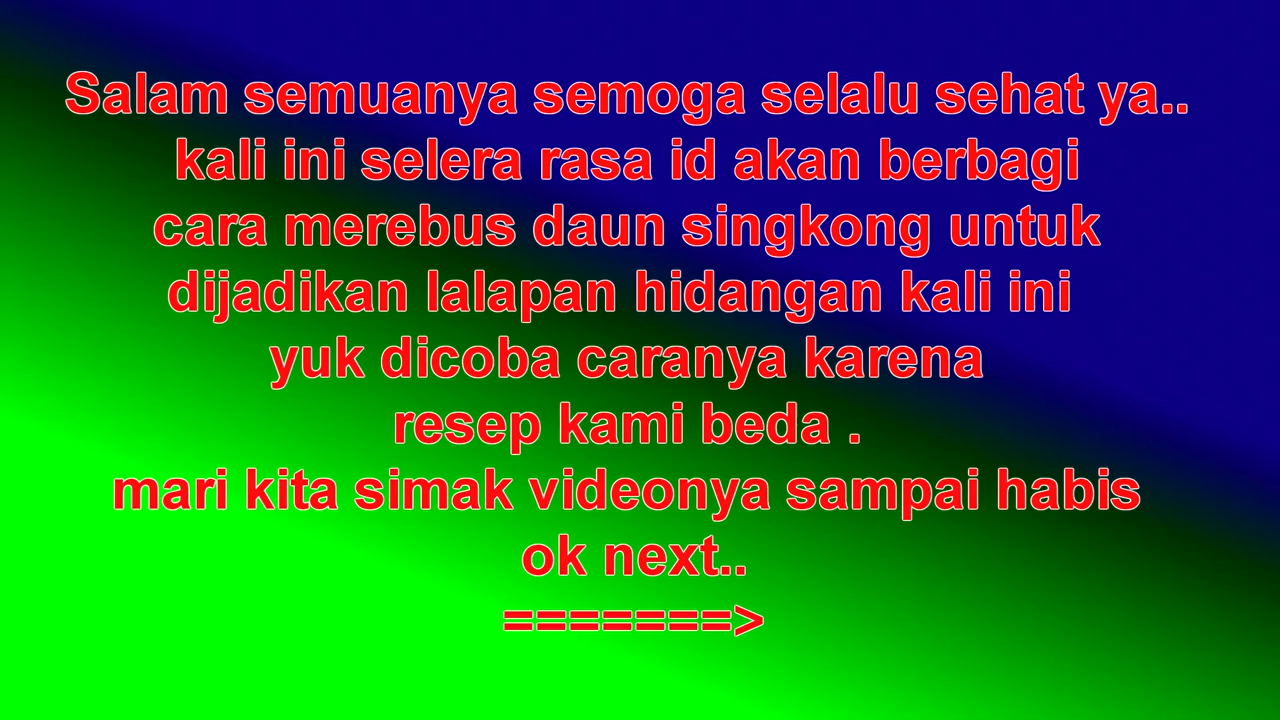 Salam semuanya semoga selalu sehat ya..
kali ini selera rasa id akan berbagi
cara merebus daun singkong untuk
dijadikan lalapan hidangan kali ini
yuk dicoba caranya karena
resep kami beda .
mari kita simak videonya sampai habis
ok next..
=======>